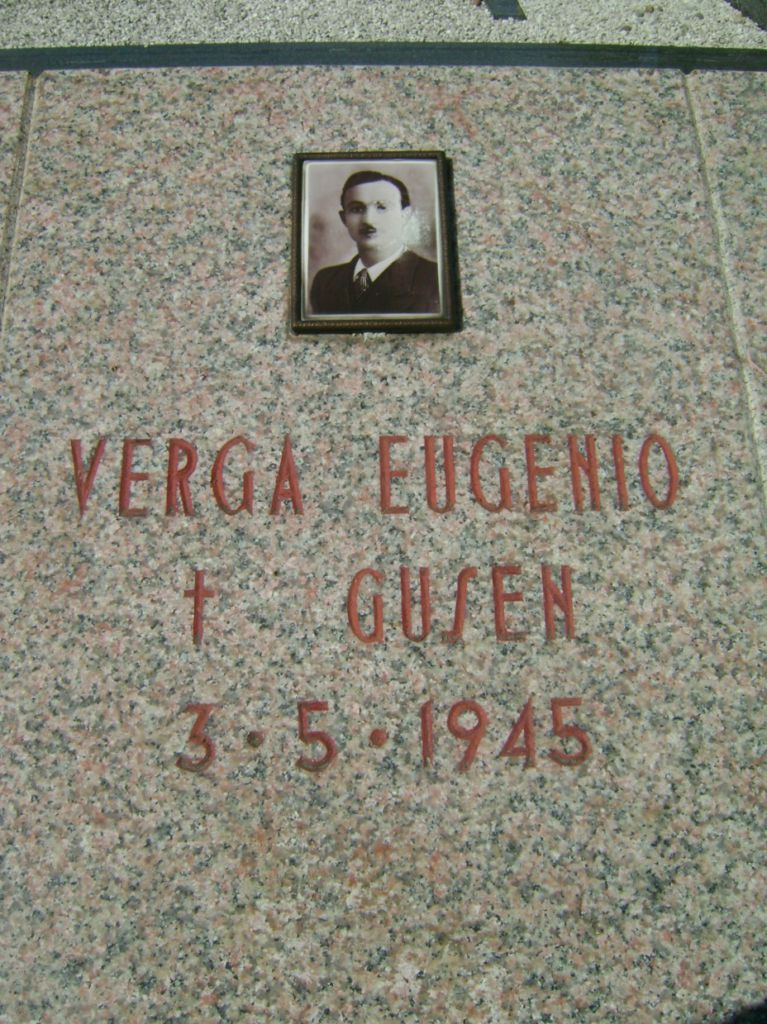 VERGA EUGENIO
† GUSEN
3·5·1945